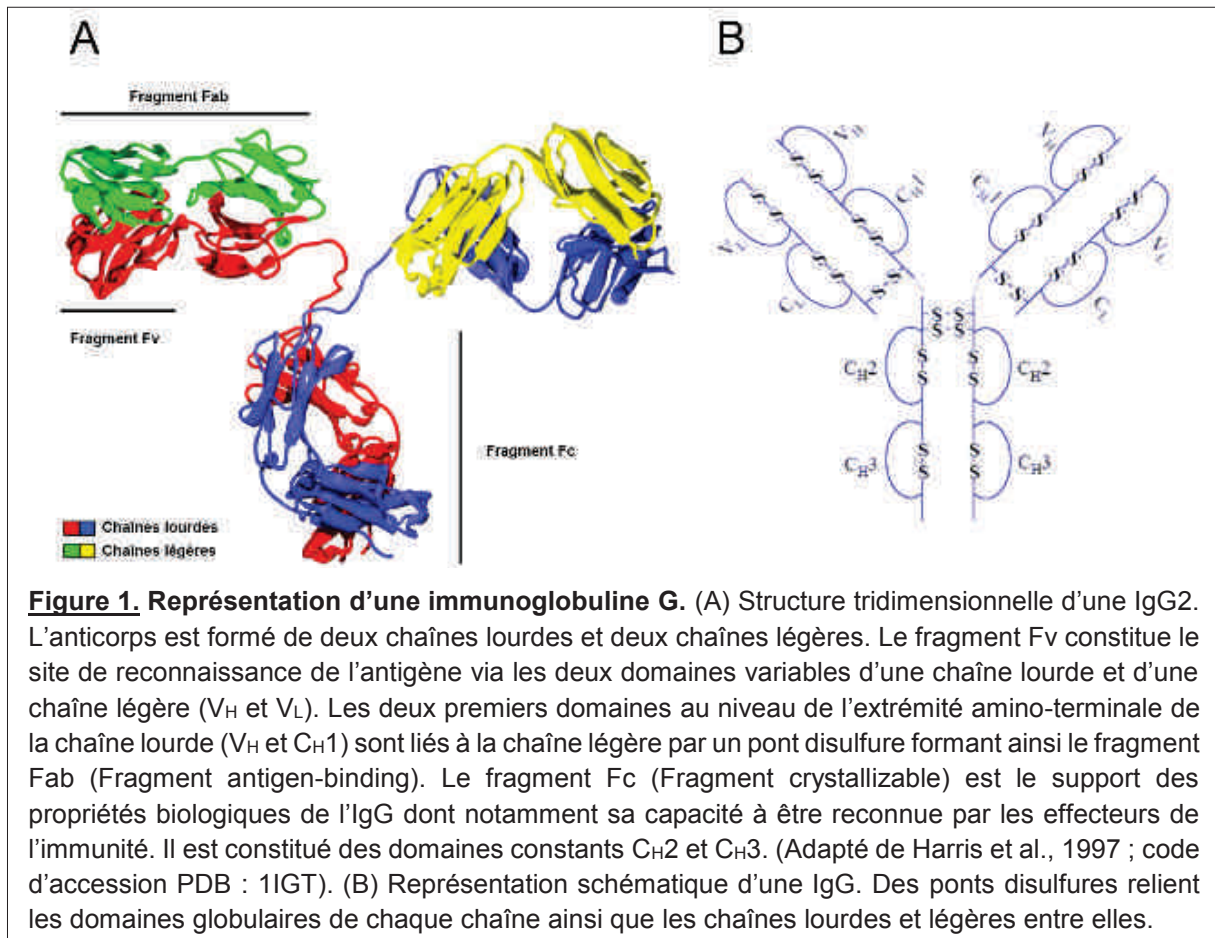 A
B
Fragment Fab
Fragment Fv
Fragment Fc
Chaînes lourdes
Chaînes légères
VH
VH
CH1
CH1
VL
VL
CL
CL
S-S
S-S
S-S
S-S
S-S
S-S
S-S
S-S
S-S
S-S
S S
S S
CH2
S
S
S
S
CH2
CH3
S
S
S
S
CH3
Figure 1. Représentation d’une immunoglobuline G. (A) Structure tridimensionnelle d’une IgG2.
L’anticorps est formé de deux chaînes lourdes et deux chaînes légères. Le fragment Fv constitue le
site de reconnaissance de l’antigène via les deux domaines variables d’une chaîne lourde et d’une
chaîne légère (VH et VL). Les deux premiers domaines au niveau de l’extrémité amino-terminale de
la chaîne lourde (VH et CH1) sont liés à la chaîne légère par un pont disulfure formant ainsi le fragment
Fab (Fragment antigen-binding). Le fragment Fc (Fragment crystallizable) est le support des
propriétés biologiques de l’IgG dont notamment sa capacité à être reconnue par les effecteurs de
l’immunité. Il est constitué des domaines constants CH2 et CH3. (Adapté de Harris et al., 1997 ; code
d’accession PDB : 1IGT). (B) Représentation schématique d’une IgG. Des ponts disulfures relient
les domaines globulaires de chaque chaîne ainsi que les chaînes lourdes et légères entre elles.